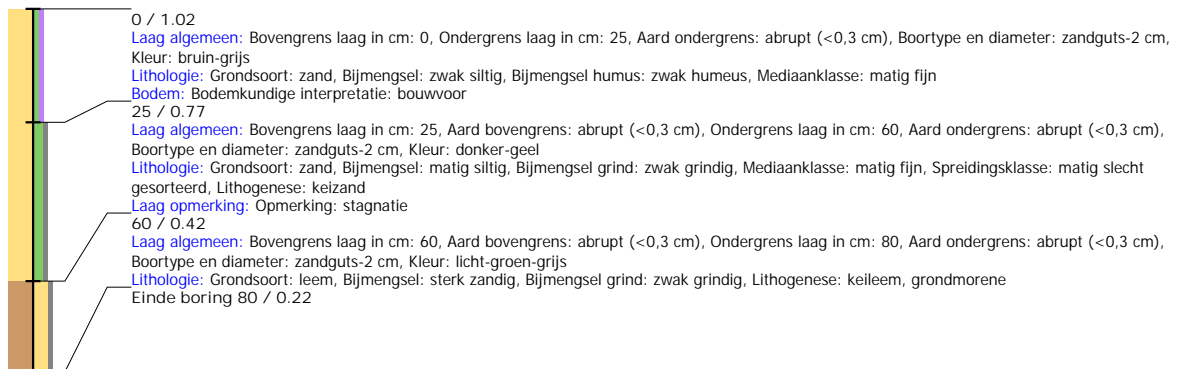 0 / 1.02
Laag algemeen: Bovengrens laag in cm: 0, Ondergrens laag in cm: 25, Aard ondergrens: abrupt (<0,3 cm), Boortype en diameter: zandguts-2 cm,
Kleur: bruin-grijs
Lithologie: Grondsoort: zand, Bijmengsel: zwak siltig, Bijmengsel humus: zwak humeus, Mediaanklasse: matig fijn
Bodem: Bodemkundige interpretatie: bouwvoor
25 / 0.77
Laag algemeen: Bovengrens laag in cm: 25, Aard bovengrens: abrupt (<0,3 cm), Ondergrens laag in cm: 60, Aard ondergrens: abrupt (<0,3 cm),
Boortype en diameter: zandguts-2 cm, Kleur: donker-geel
Lithologie: Grondsoort: zand, Bijmengsel: matig siltig, Bijmengsel grind: zwak grindig, Mediaanklasse: matig fijn, Spreidingsklasse: matig slecht
gesorteerd, Lithogenese: keizand
Laag opmerking: Opmerking: stagnatie
60 / 0.42
Laag algemeen: Bovengrens laag in cm: 60, Aard bovengrens: abrupt (<0,3 cm), Ondergrens laag in cm: 80, Aard ondergrens: abrupt (<0,3 cm),
Boortype en diameter: zandguts-2 cm, Kleur: licht-groen-grijs
Lithologie: Grondsoort: leem, Bijmengsel: sterk zandig, Bijmengsel grind: zwak grindig, Lithogenese: keileem, grondmorene
Einde boring 80 / 0.22